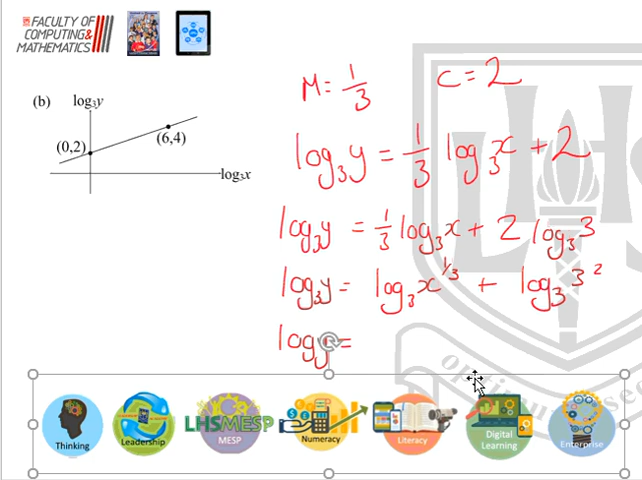 FACULTY OF
COMPUTING&
MATHEMATICS
(b)
log₃y
(0,2)
(6,4)
log₃x
M = 1/3 c = 2
log₃y = 1/3 log₃x + 2
log₃y = 1/3 log₃x + 2 log₃3
log₃y = log₃x^1/3 + log₃3²
log y =
Thinking
Leadership
LHSMESP
MESP
Numeracy
Literacy
Digital
Learning
Enterprise